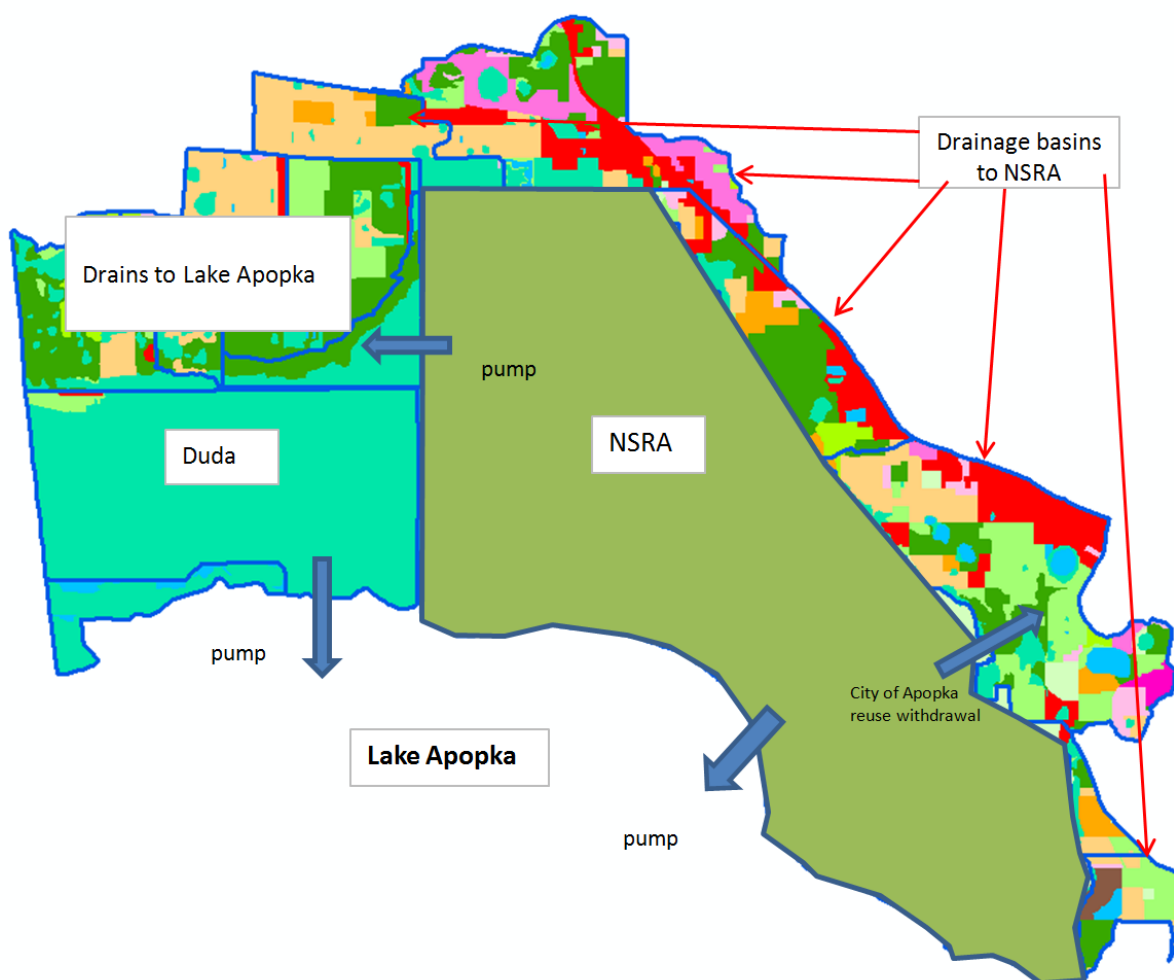 Drainage basins
to NSRA
Drains to Lake Apopka
pump
Duda
NSRA
pump
City of Apopka
reuse withdrawal
Lake Apopka
pump